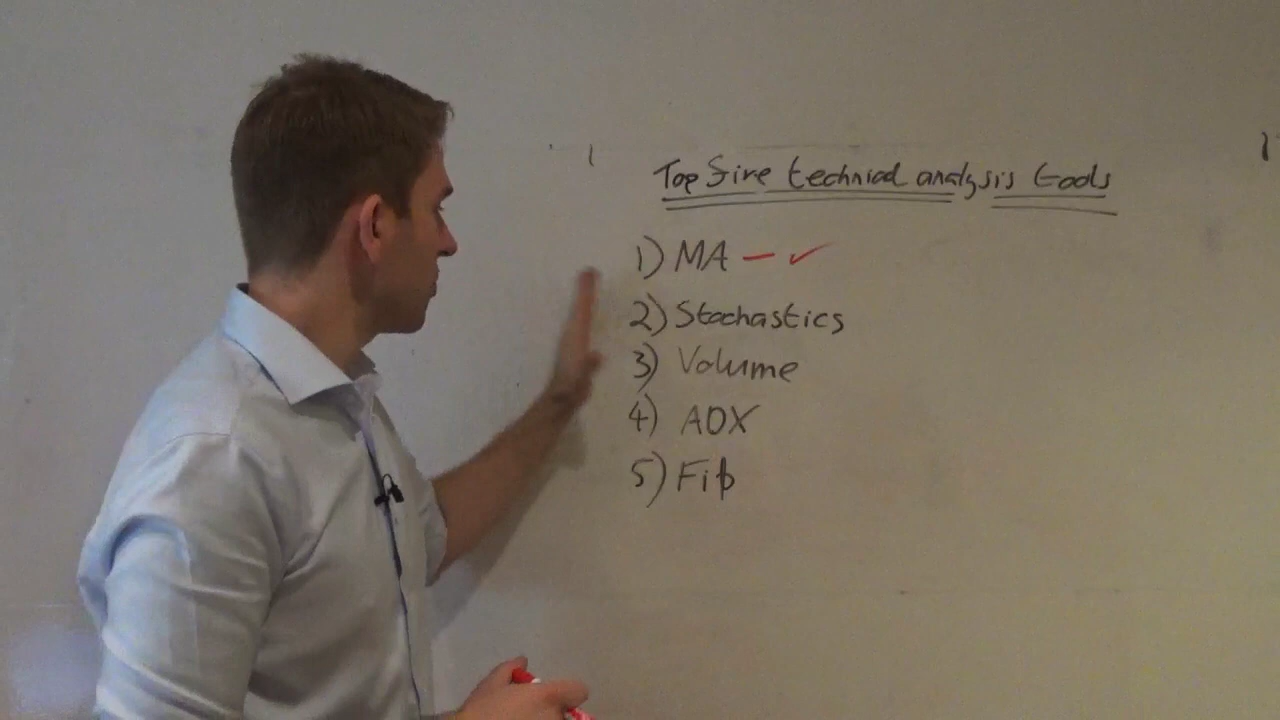 Top five technical analysis tools
1) MA – ✓
2) Stochastics
3) Volume
4) ADX
5) Fib